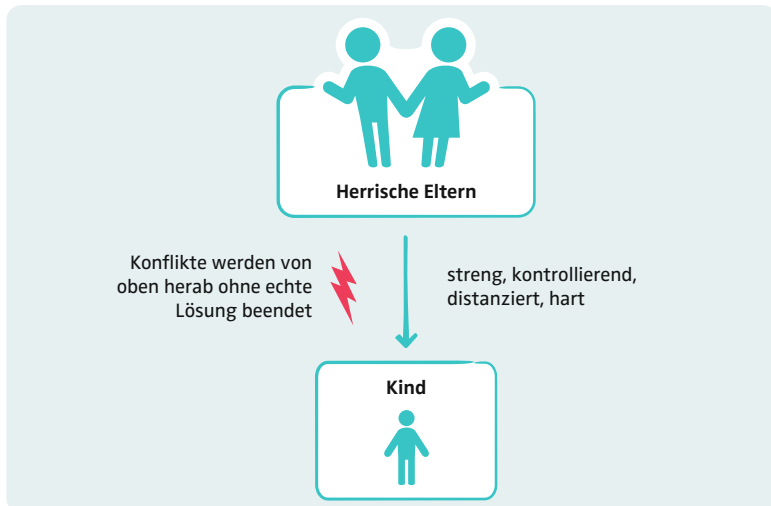 Herrische Eltern
Konflikte werden von
oben herab ohne echte
Lösung beendet
streng, kontrollierend,
distanziert, hart
Kind